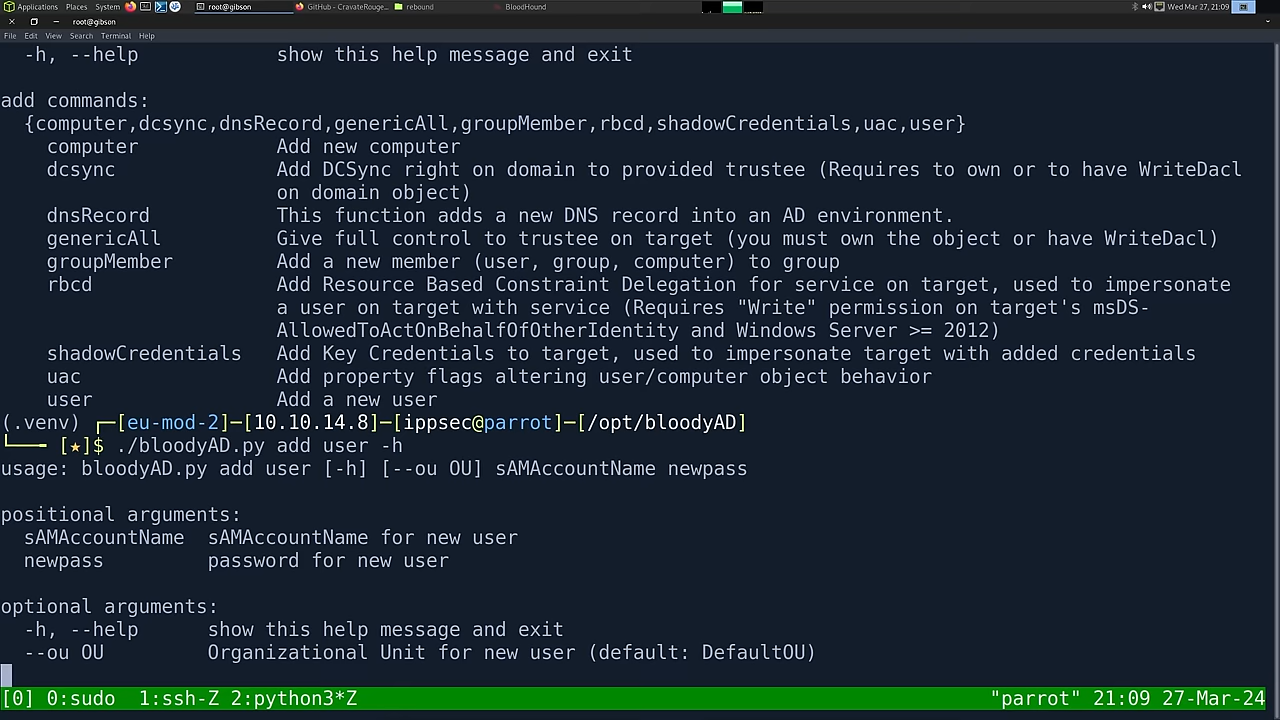 Applications Places System root@gibson GitHub - CravateRouge... rebound BloodHound Wed Mar 27, 21:09
root@gibson
File Edit View Search Terminal Help
-h, --help show this help message and exit
add commands:
{computer,dcsync,dnsRecord,genericAll,groupMember,rbcd,shadowCredentials,uac,user}
computer Add new computer
dcsync Add DCSync right on domain to provided trustee (Requires to own or to have WriteDacl
on domain object)
dnsRecord This function adds a new DNS record into an AD environment.
genericAll Give full control to trustee on target (you must own the object or have WriteDacl)
groupMember Add a new member (user, group, computer) to group
rbcd Add Resource Based Constraint Delegation for service on target, used to impersonate
a user on target with service (Requires "Write" permission on target's msDS-
AllowedToActOnBehalfOfOtherIdentity and Windows Server >= 2012)
shadowCredentials Add Key Credentials to target, used to impersonate target with added credentials
uac Add property flags altering user/computer object behavior
user Add a new user
(.venv) ┌─[eu-mod-2]─[10.10.14.8]─[ippsec@parrot]─[/opt/bloodyAD]
└──╼ [★]$ ./bloodyAD.py add user -h
usage: bloodyAD.py add user [-h] [--ou OU] sAMAccountName newpass
positional arguments:
sAMAccountName sAMAccountName for new user
newpass password for new user
optional arguments:
-h, --help show this help message and exit
--ou OU Organizational Unit for new user (default: DefaultOU)
[0] 0:sudo 1:ssh-Z 2:python3*Z "parrot" 21:09 27-Mar-24